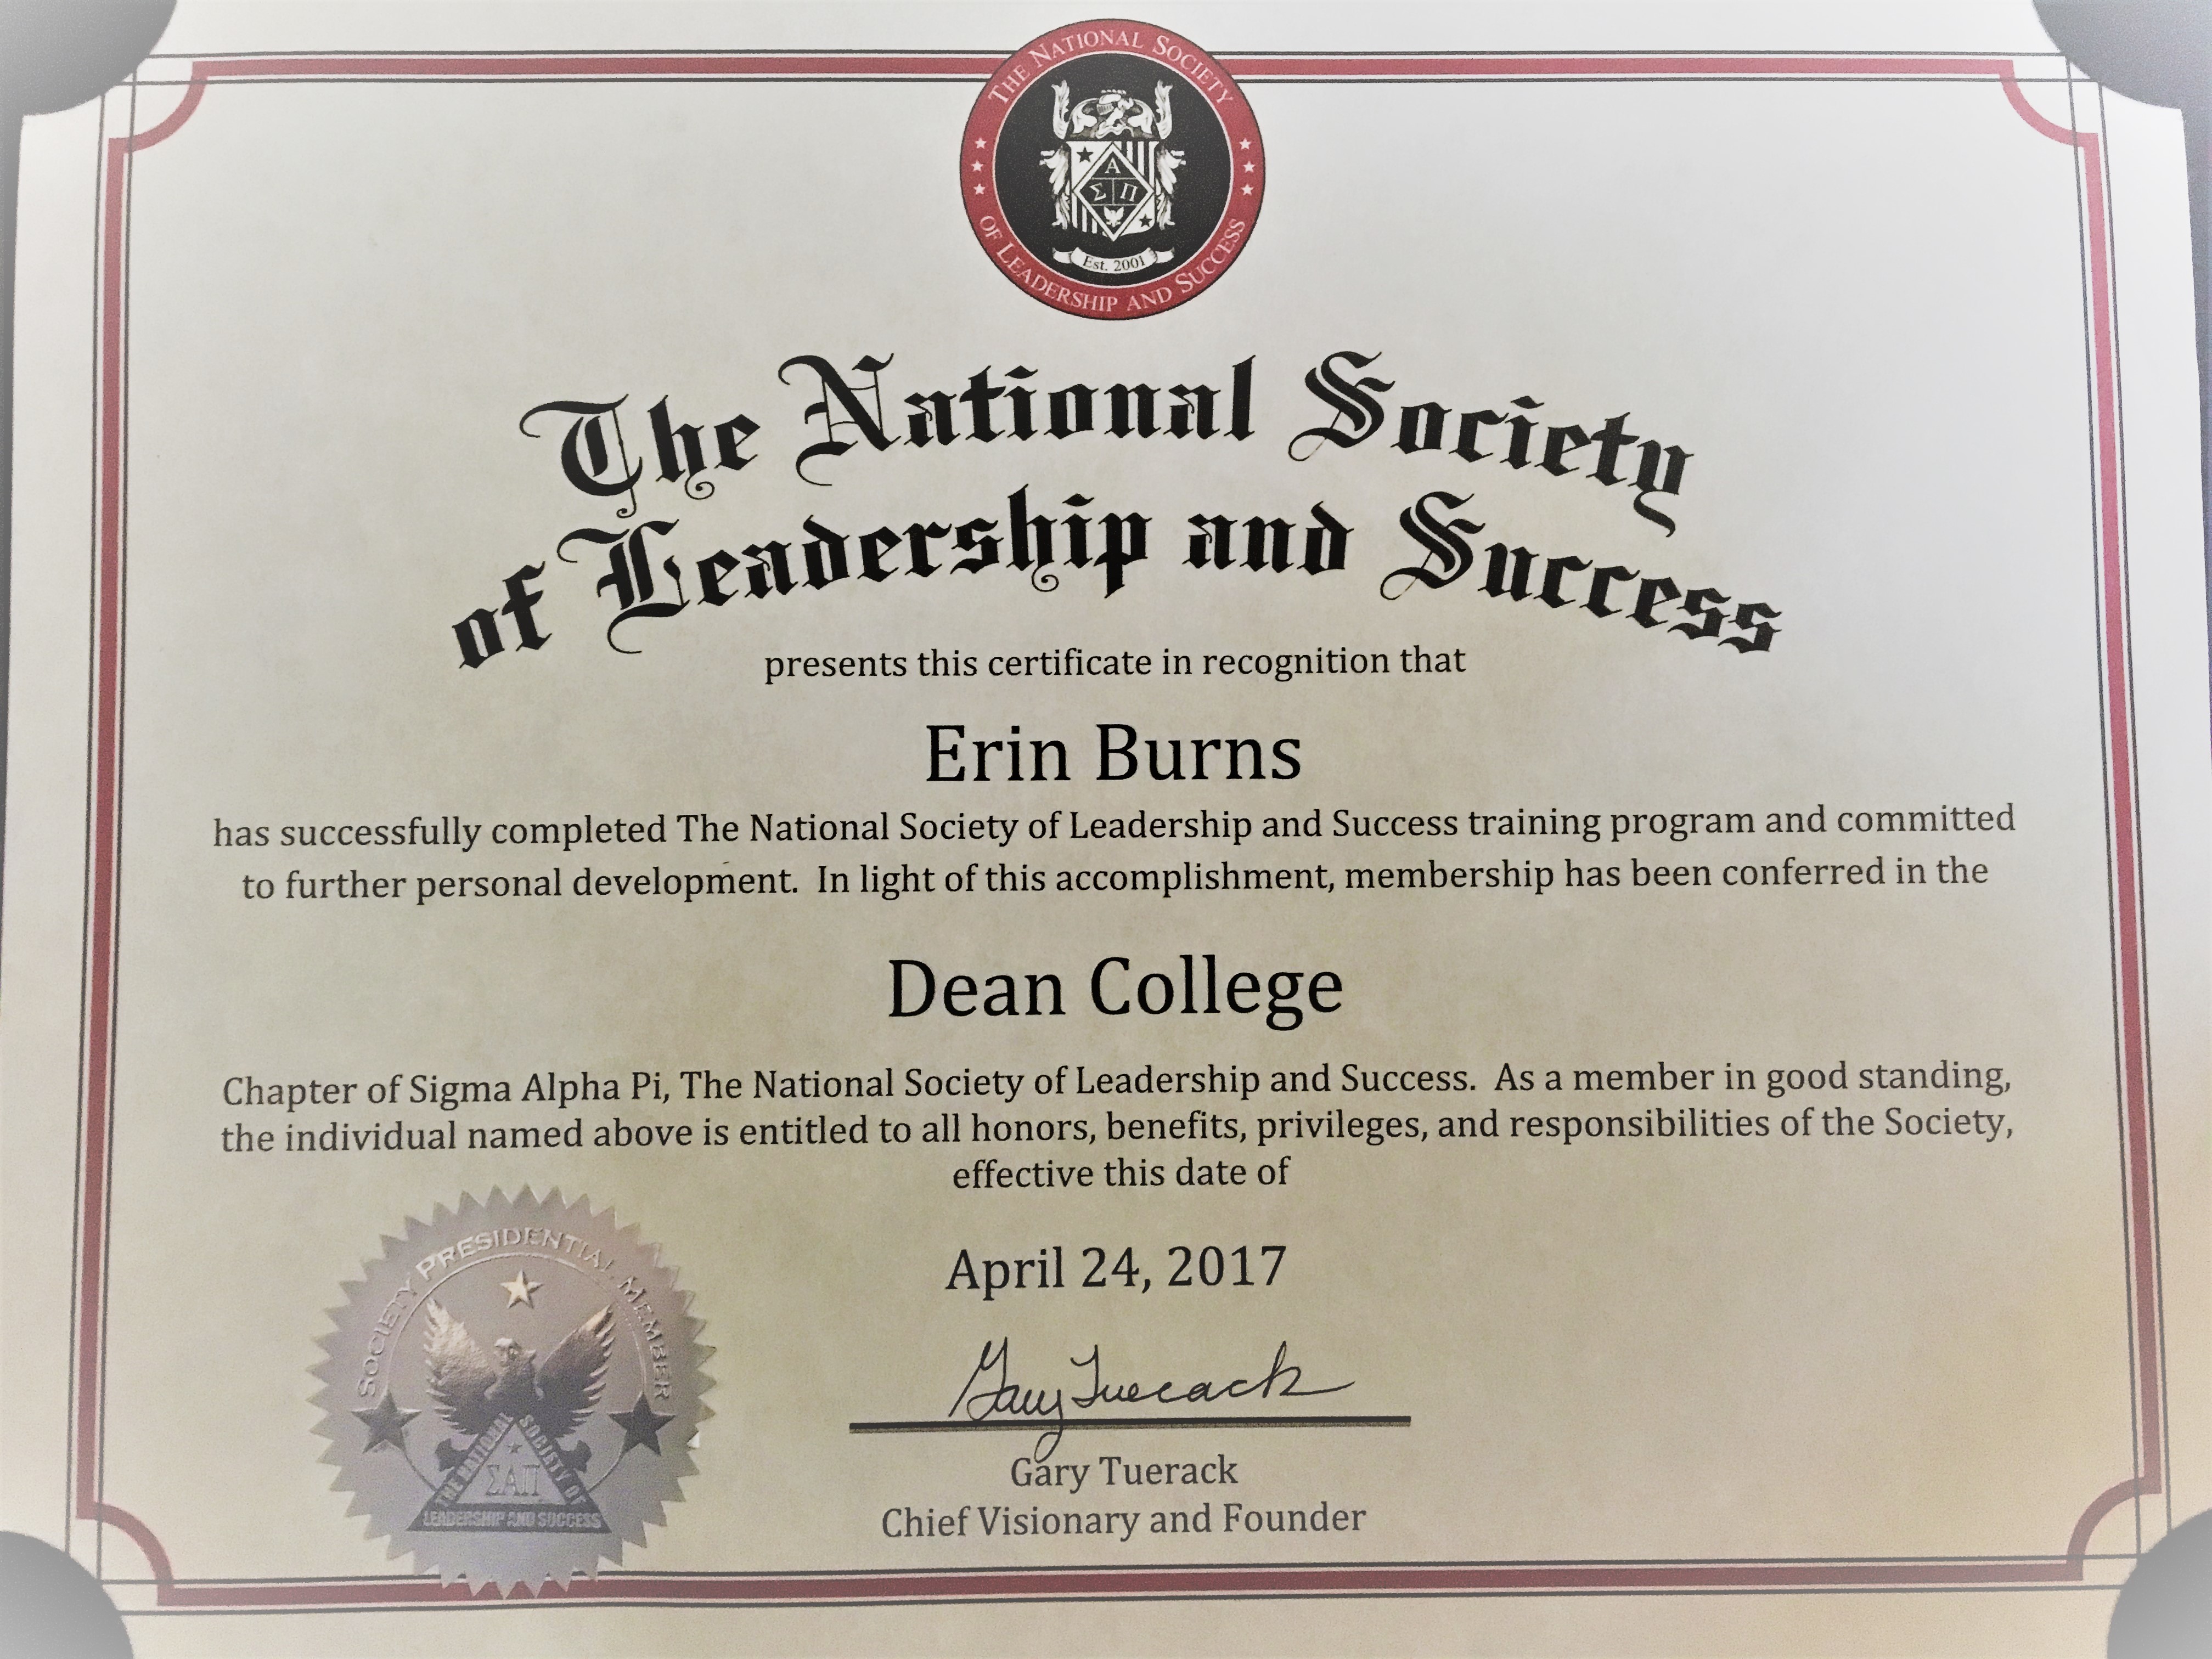 THE NATIONAL SOCIETY
A
Σ Π
Est. 2001
OF LEADERSHIP AND SUCCESS
The National Society
of Leadership and Success
presents this certificate in recognition that
Erin Burns
has successfully completed The National Society of Leadership and Success training program and committed
to further personal development.  In light of this accomplishment, membership has been conferred in the
Dean College
Chapter of Sigma Alpha Pi, The National Society of Leadership and Success.  As a member in good standing,
the individual named above is entitled to all honors, benefits, privileges, and responsibilities of the Society,
effective this date of
April 24, 2017
Gary Tuerack
Gary Tuerack
Chief Visionary and Founder
SOCIETY PRESIDENTIAL MEMBER
THE NATIONAL SOCIETY OF
ΣΑΠ
LEADERSHIP AND SUCCESS